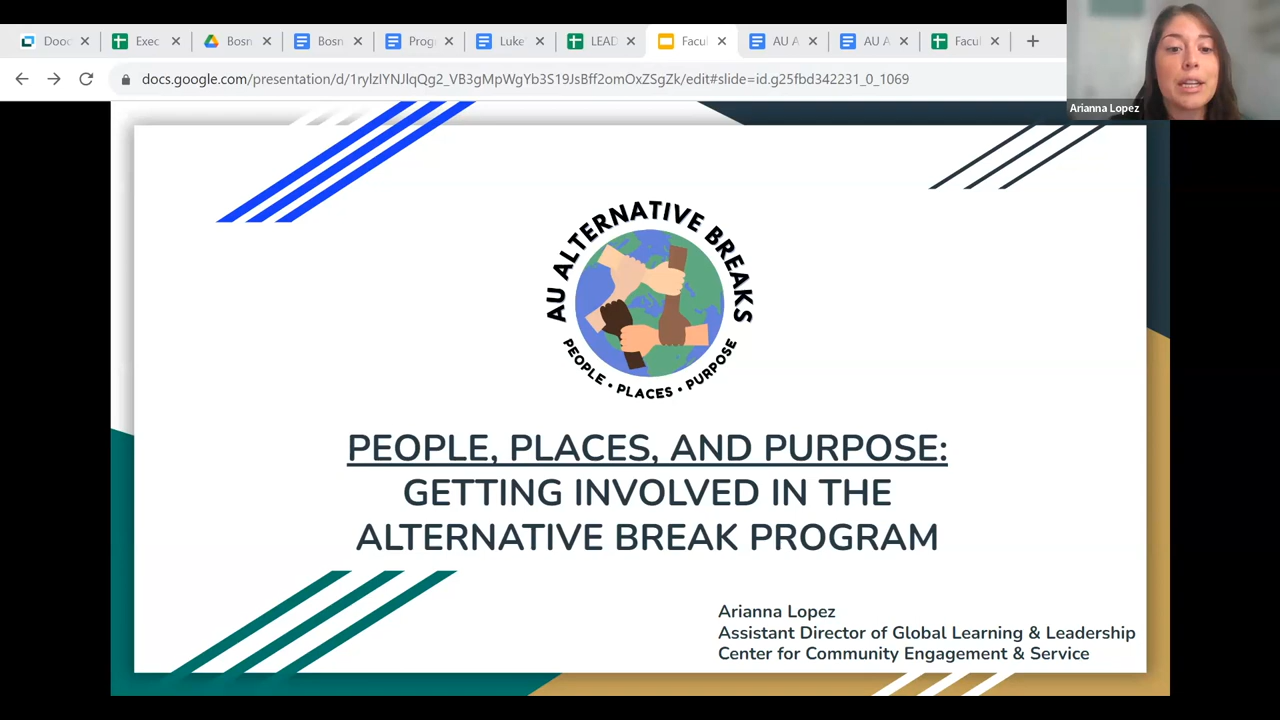 Dooc
Exec
Bosn
Bosn
Prog
Luke
LEAD
Facu
AU A
AU A
Facul
docs.google.com/presentation/d/1rylzIYNJlqQg2_VB3gMpWgYb3S19JsBff2omOxZSgZk/edit#slide=id.g25fbd342231_0_1069
Arianna Lopez
AU ALTERNATIVE BREAKS
PEOPLE • PLACES • PURPOSE
PEOPLE, PLACES, AND PURPOSE:
GETTING INVOLVED IN THE
ALTERNATIVE BREAK PROGRAM
Arianna Lopez
Assistant Director of Global Learning & Leadership
Center for Community Engagement & Service